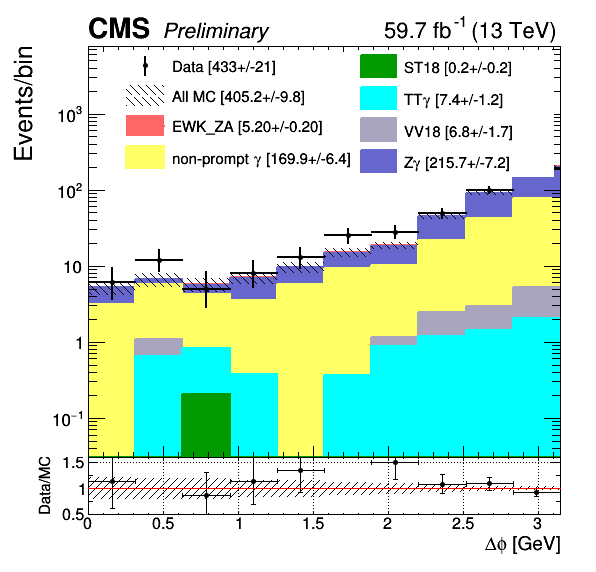 CMS Preliminary 59.7 fb⁻¹ (13 TeV)
Events/bin
Data [433+/-21]
All MC [405.2+/-9.8]
EWK_ZA [5.20+/-0.20]
non-prompt γ [169.9+/-6.4]
ST18 [0.2+/-0.2]
TTγ [7.4+/-1.2]
VV18 [6.8+/-1.7]
Zγ [215.7+/-7.2]
10³
10²
10
1
10⁻¹
Data/MC
1.5
1
0.5
0 0.5 1 1.5 2 2.5 3
Δϕ [GeV]